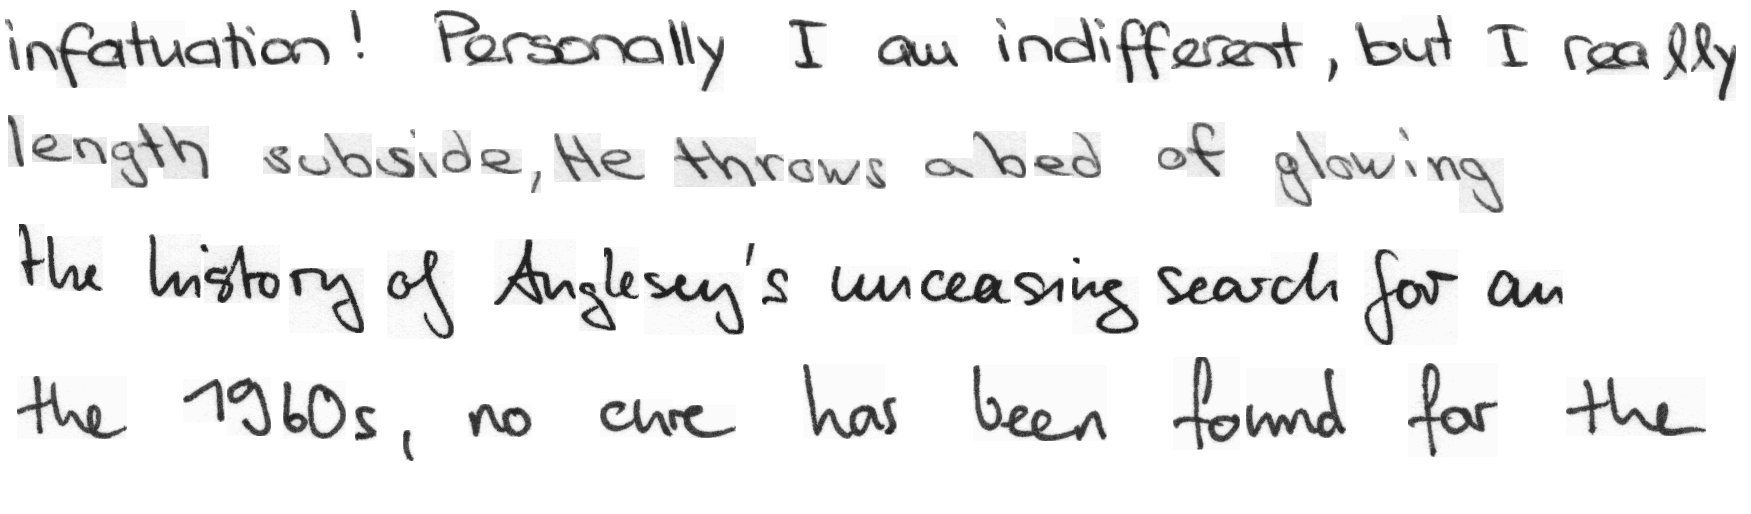 infatuation! Personally I am indifferent, but I really
length subside, He throws a bed of glowing
the history of Anglesey's unceasing search for an
the 1960s, no cure has been found for the